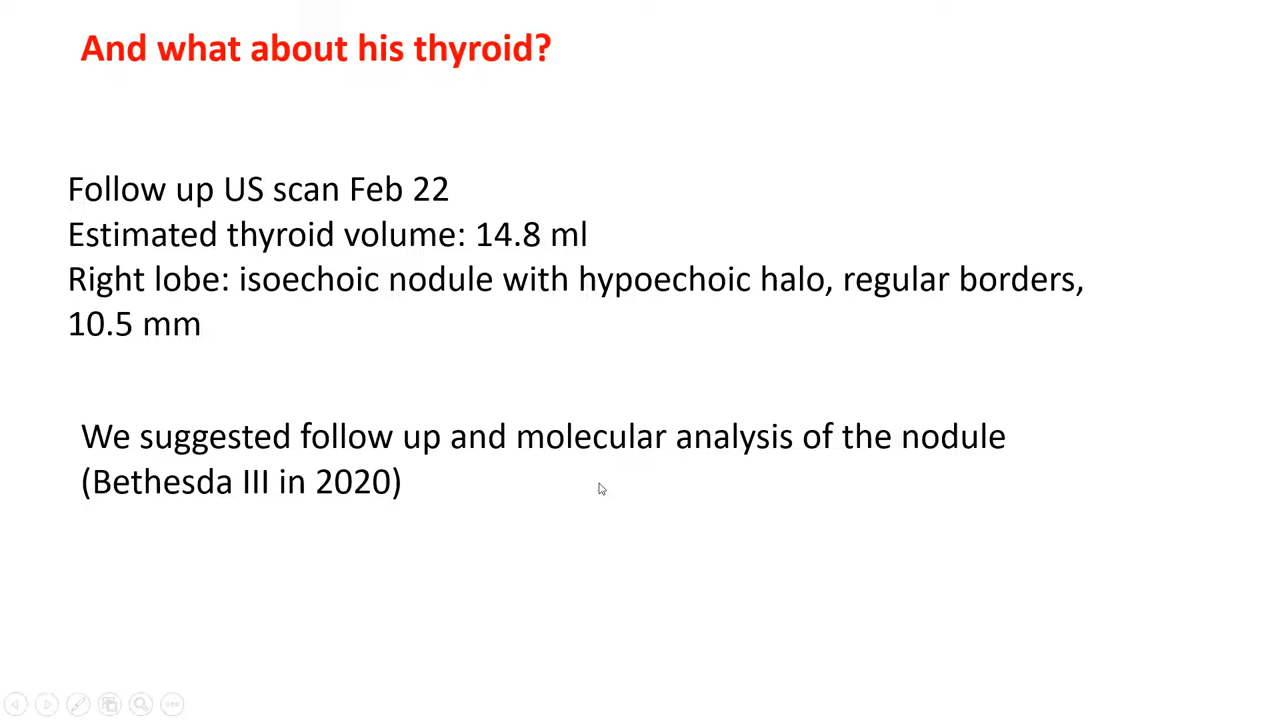 And what about his thyroid?
Follow up US scan Feb 22
Estimated thyroid volume: 14.8 ml
Right lobe: isoechoic nodule with hypoechoic halo, regular borders,
10.5 mm
We suggested follow up and molecular analysis of the nodule
(Bethesda III in 2020)